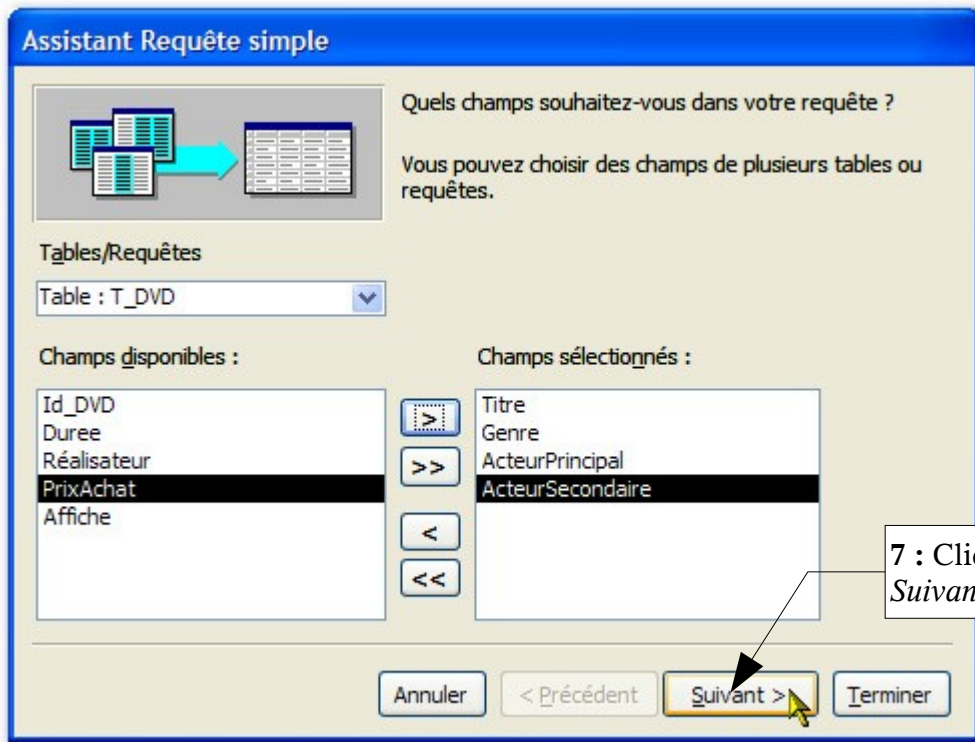 Assistant Requête simple
Quels champs souhaitez-vous dans votre requête ?
Vous pouvez choisir des champs de plusieurs tables ou
requêtes.
Tables/Requêtes
Table : T_DVD
Champs disponibles :
Id_DVD
Duree
Réalisateur
PrixAchat
Affiche
>
>>
<
<<
Champs sélectionnés :
Titre
Genre
ActeurPrincipal
ActeurSecondaire
7 : Clic
Suivan
Annuler
< Précédent
Suivant >
Terminer